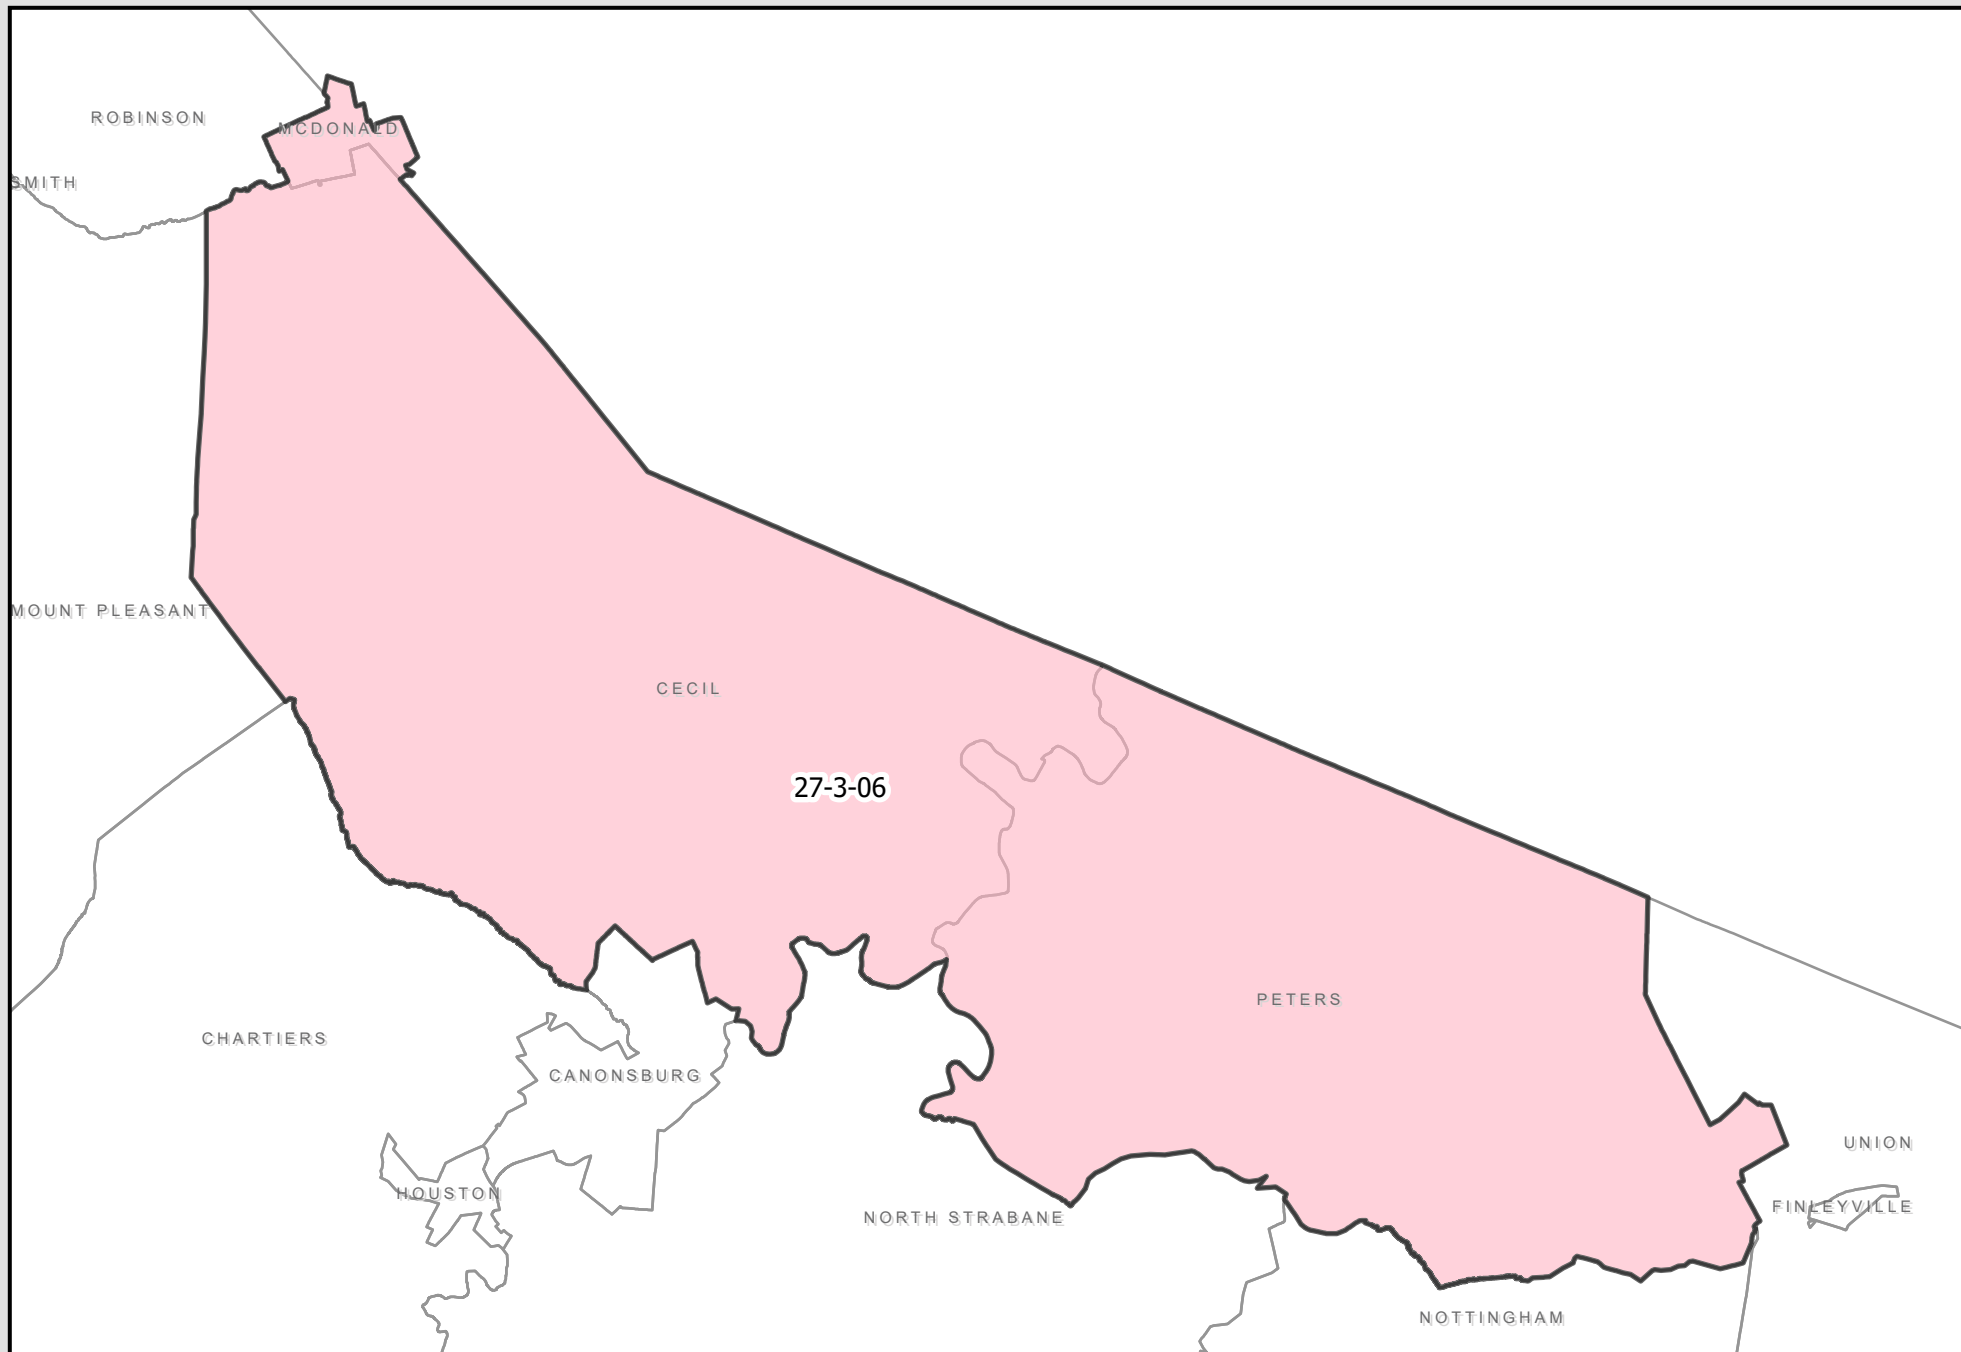 ROBINSON
MCDONALD
SMITH
MOUNT PLEASANT
CECIL
27-3-06
PETERS
CHARTIERS
CANONSBURG
UNION
HOUSTON
FINLEYVILLE
NORTH STRABANE
NOTTINGHAM